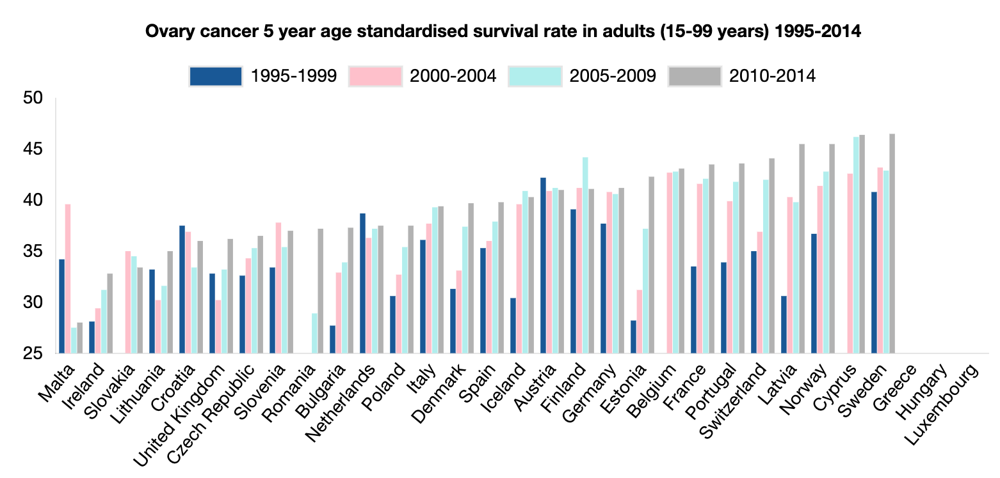 Ovary cancer 5 year age standardised survival rate in adults (15-99 years) 1995-2014
1995-1999 2000-2004 2005-2009 2010-2014
50
45
40
35
30
25
Malta
Ireland
Slovakia
Lithuania
Croatia
United Kingdom
Czech Republic
Slovenia
Romania
Bulgaria
Netherlands
Poland
Italy
Denmark
Spain
Iceland
Austria
Finland
Germany
Estonia
Belgium
France
Portugal
Switzerland
Latvia
Norway
Cyprus
Sweden
Greece
Hungary
Luxembourg